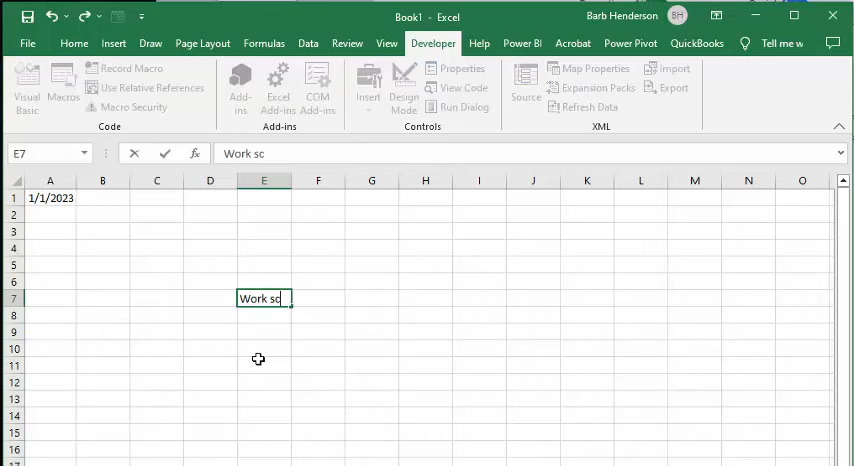 Book1 - Excel
Barb Henderson BH
File Home Insert Draw Page Layout Formulas Data Review View Developer Help Power BI Acrobat Power Pivot QuickBooks Tell me w
Visual Basic
Macros
Record Macro
Use Relative References
Macro Security
Code
Add-ins
Excel Add-ins
COM Add-ins
Add-ins
Insert
Design Mode
Properties
View Code
Run Dialog
Controls
Source
Map Properties
Expansion Packs
Refresh Data
Import
Export
XML
E7 fx Work sc
A B C D E F G H I J K L M N O
1 1/1/2023
2
3
4
5
6
7 Work sc
8
9
10
11
12
13
14
15
16
17